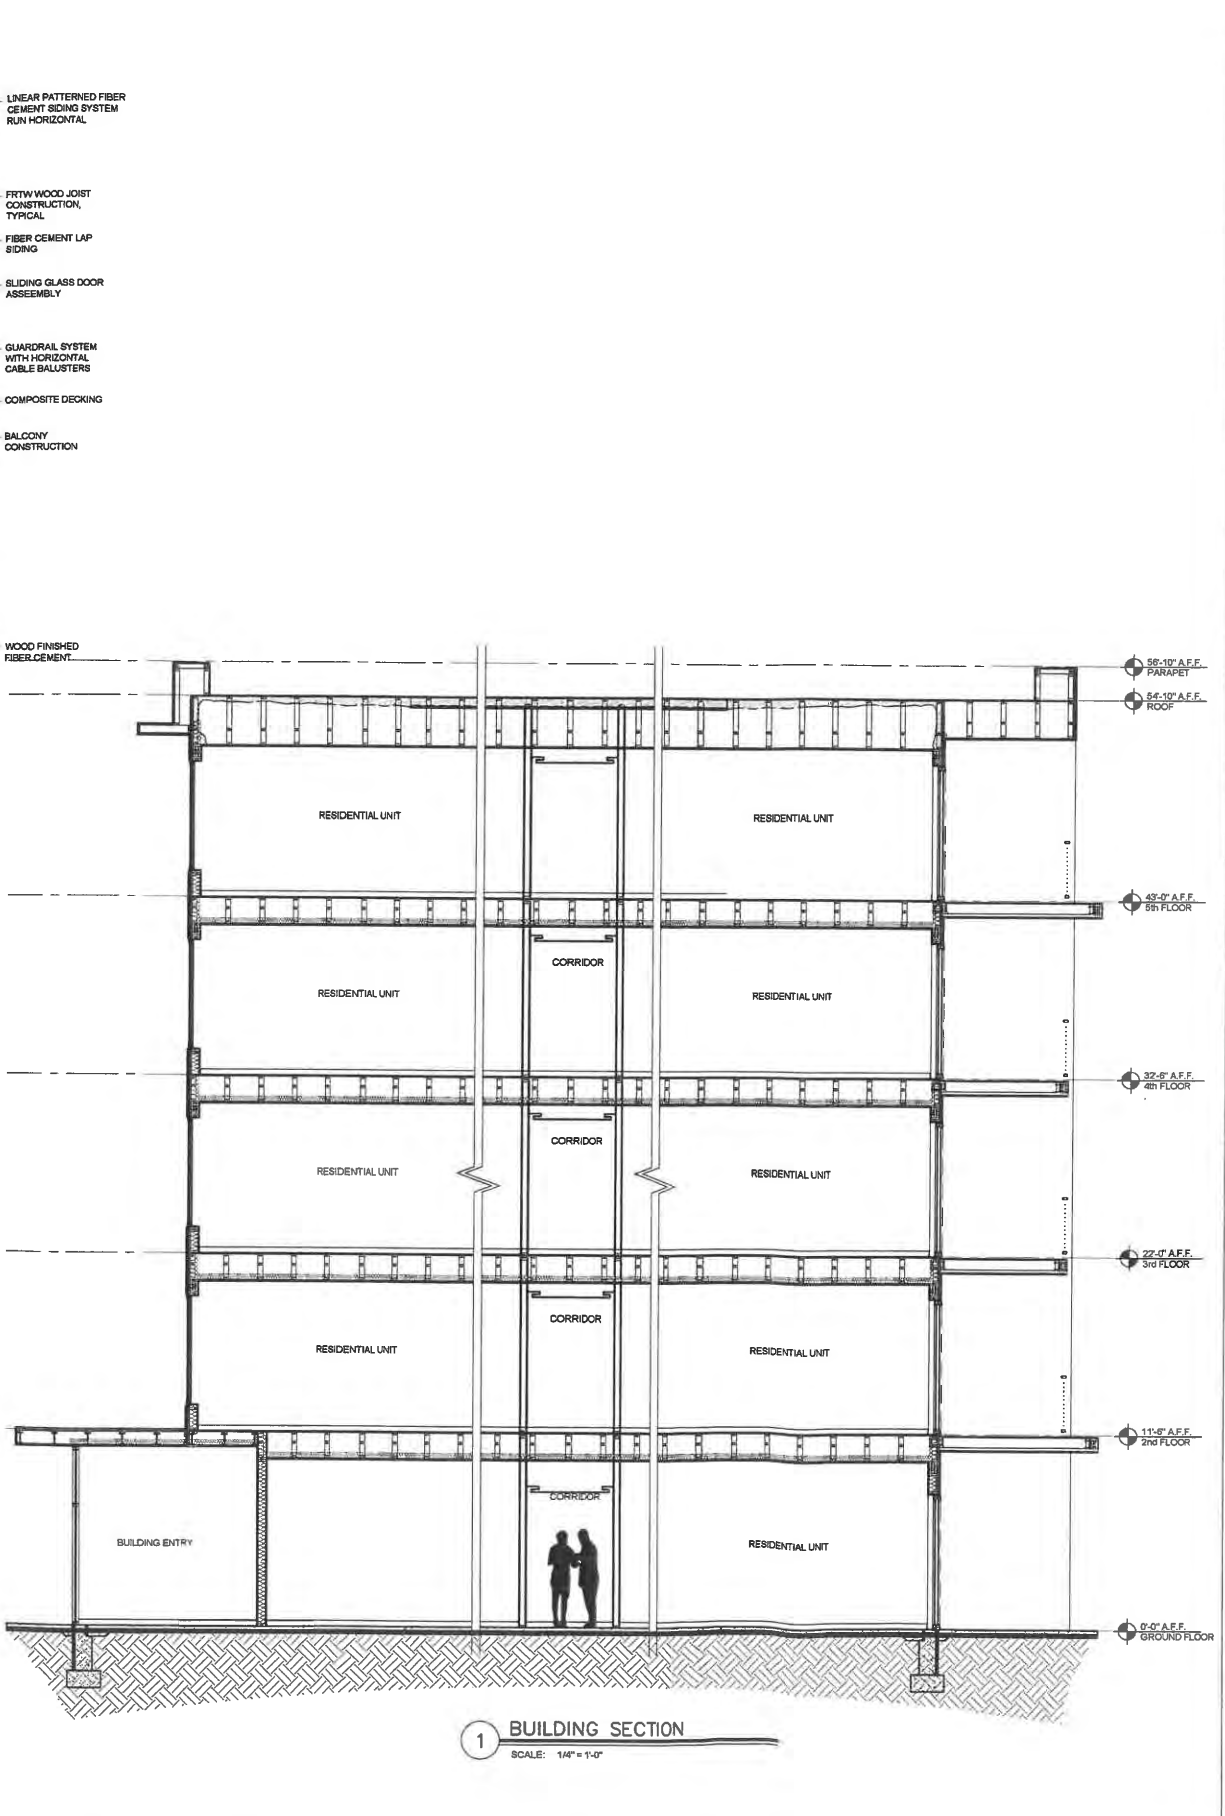 LINEAR PATTERNED FIBER
CEMENT SIDING SYSTEM
RUN HORIZONTAL
FRTW WOOD JOIST
CONSTRUCTION,
TYPICAL
FIBER CEMENT LAP
SIDING
SLIDING GLASS DOOR
ASSEEMBLY
GUARDRAIL SYSTEM
WITH HORIZONTAL
CABLE BALUSTERS
COMPOSITE DECKING
BALCONY
CONSTRUCTION
WOOD FINISHED
FIBER CEMENT
56'-10" A.F.F.
PARAPET
54'-10" A.F.F.
ROOF
RESIDENTIAL UNIT
RESIDENTIAL UNIT
43'-0" A.F.F.
5th FLOOR
CORRIDOR
RESIDENTIAL UNIT
RESIDENTIAL UNIT
32'-6" A.F.F.
4th FLOOR
CORRIDOR
RESIDENTIAL UNIT
RESIDENTIAL UNIT
22'-0" A.F.F.
3rd FLOOR
CORRIDOR
RESIDENTIAL UNIT
RESIDENTIAL UNIT
11'-6" A.F.F.
2nd FLOOR
CORRIDOR
BUILDING ENTRY
RESIDENTIAL UNIT
0'-0" A.F.F.
GROUND FLOOR
1
BUILDING SECTION
SCALE: 1/4" = 1'-0"